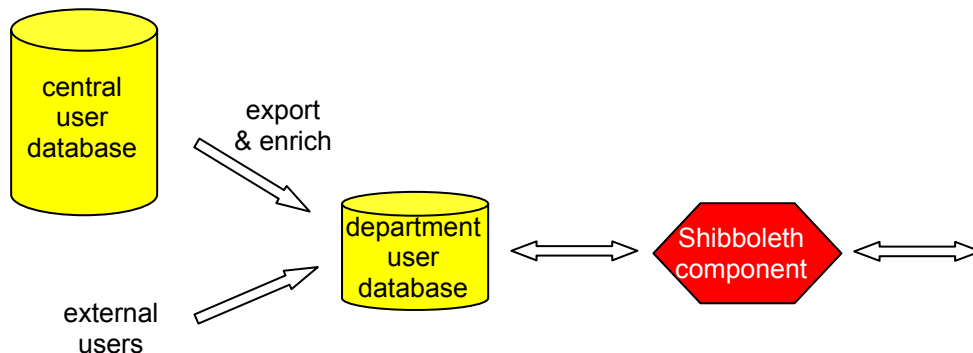 central
user
database
export
& enrich
department
user
database
Shibboleth
component
external
users